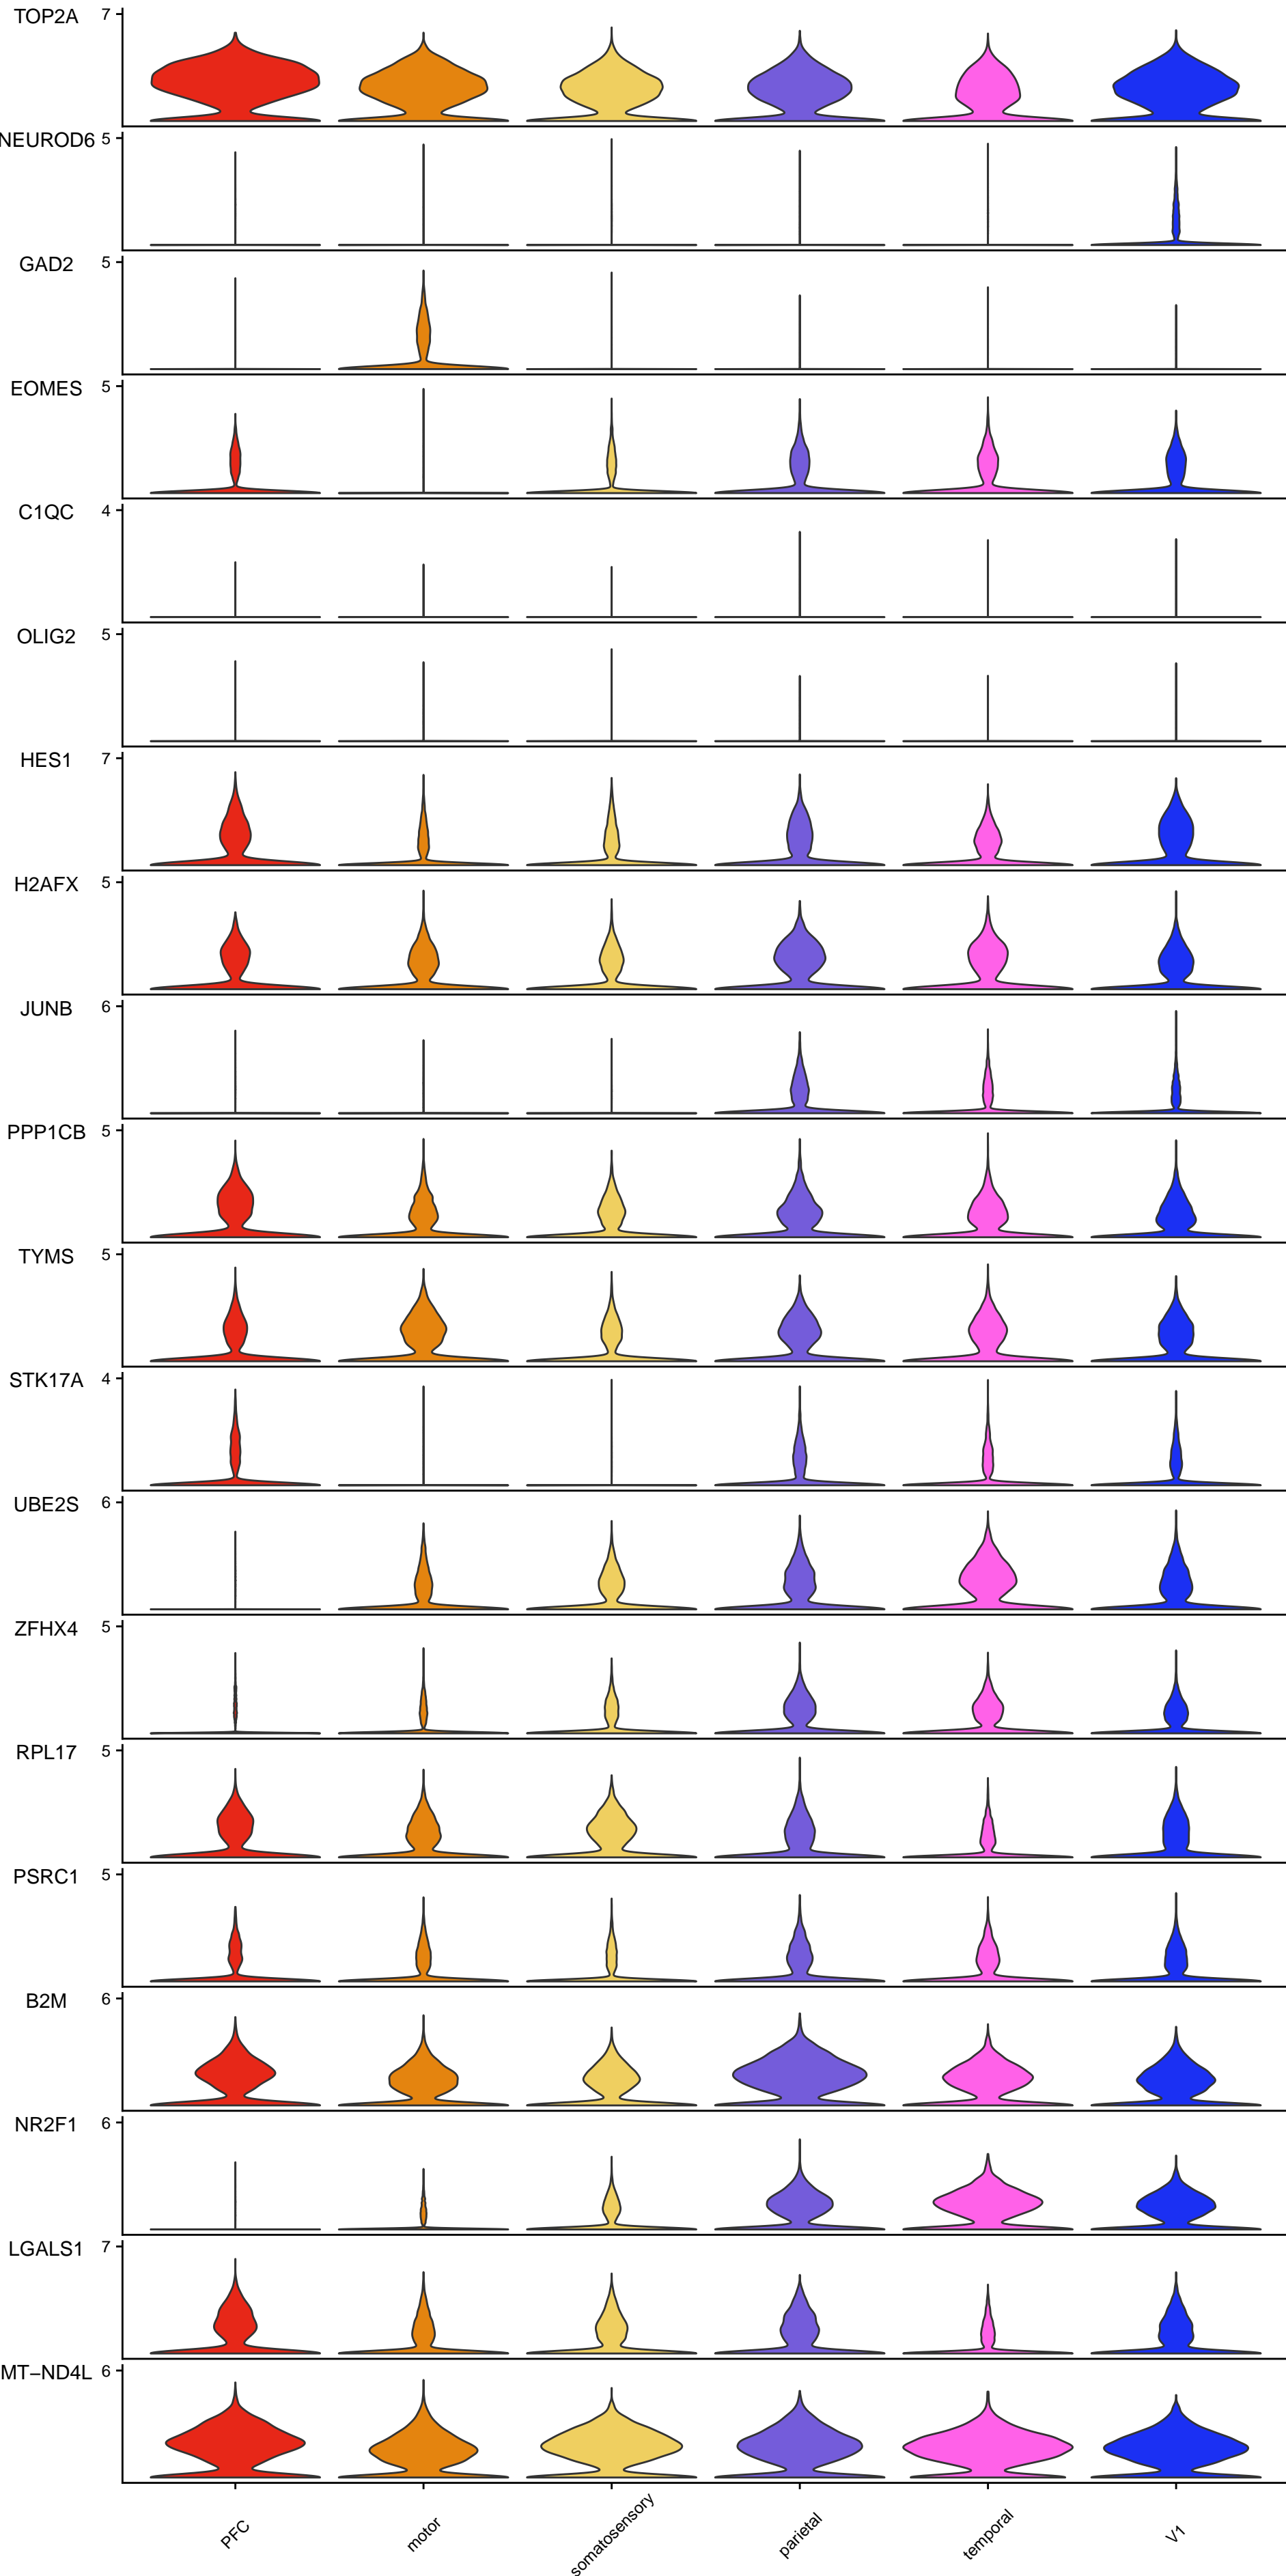 TOP2A 7
NEUROD6 5
GAD2 5
EOMES 5
C1QC 4
OLIG2 5
HES1 7
H2AFX 5
JUNB 6
PPP1CB 5
TYMS 5
STK17A 4
UBE2S 6
ZFHX4 5
RPL17 5
PSRC1 5
B2M 6
NR2F1 6
LGALS1 7
MT−ND4L 6
PFC motor somatosensory parietal temporal V1